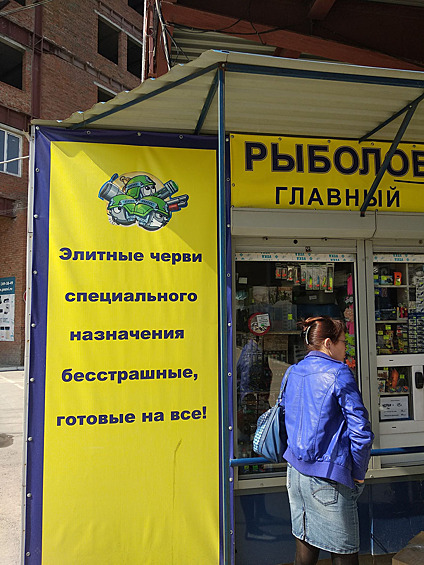 РЫБОЛОВ
ГЛАВНЫЙ
Элитные черви
специального
назначения
бесстрашные,
готовые на все!